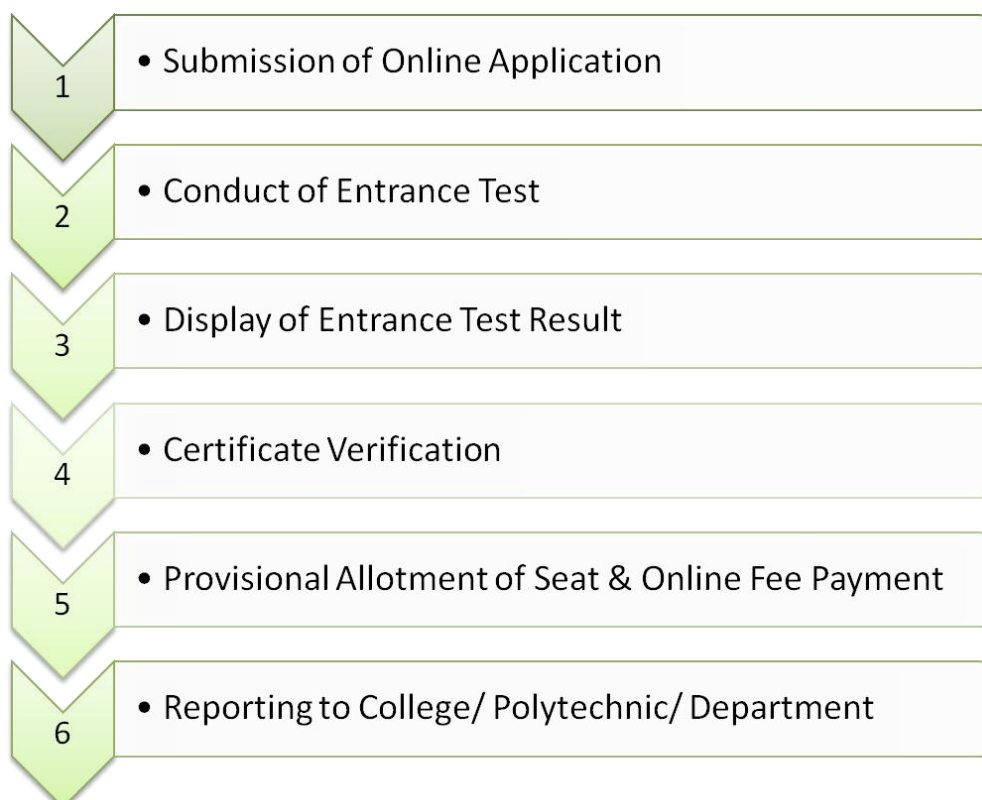 1
• Submission of Online Application
2
• Conduct of Entrance Test
3
• Display of Entrance Test Result
4
• Certificate Verification
5
• Provisional Allotment of Seat & Online Fee Payment
6
• Reporting to College/ Polytechnic/ Department